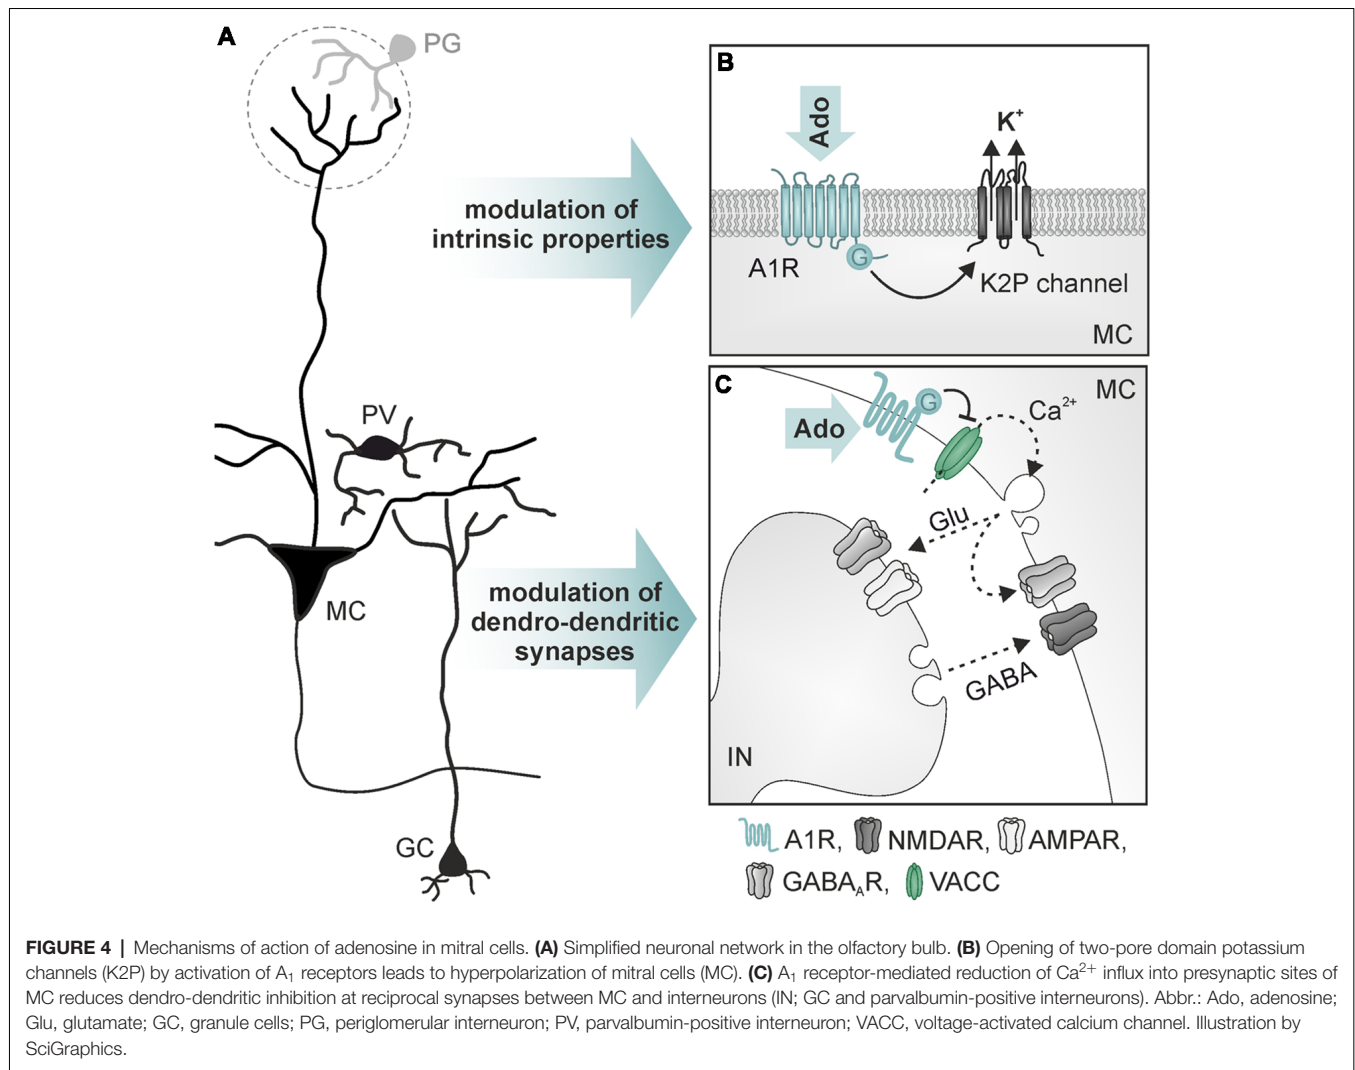 A
PG
B
Ado
K+
modulation of
intrinsic properties
A1R
G
K2P channel
MC
C
MC
G
Ca2+
Ado
PV
Glu
modulation of
dendro-dendritic
synapses
MC
GABA
IN
GC
A1R, NMDAR, AMPAR,
GABAAR, VACC
FIGURE 4 | Mechanisms of action of adenosine in mitral cells. (A) Simplified neuronal network in the olfactory bulb. (B) Opening of two-pore domain potassium
channels (K2P) by activation of A1 receptors leads to hyperpolarization of mitral cells (MC). (C) A1 receptor-mediated reduction of Ca2+ influx into presynaptic sites of
MC reduces dendro-dendritic inhibition at reciprocal synapses between MC and interneurons (IN; GC and parvalbumin-positive interneurons). Abbr.: Ado, adenosine;
Glu, glutamate; GC, granule cells; PG, periglomerular interneuron; PV, parvalbumin-positive interneuron; VACC, voltage-activated calcium channel. Illustration by
SciGraphics.